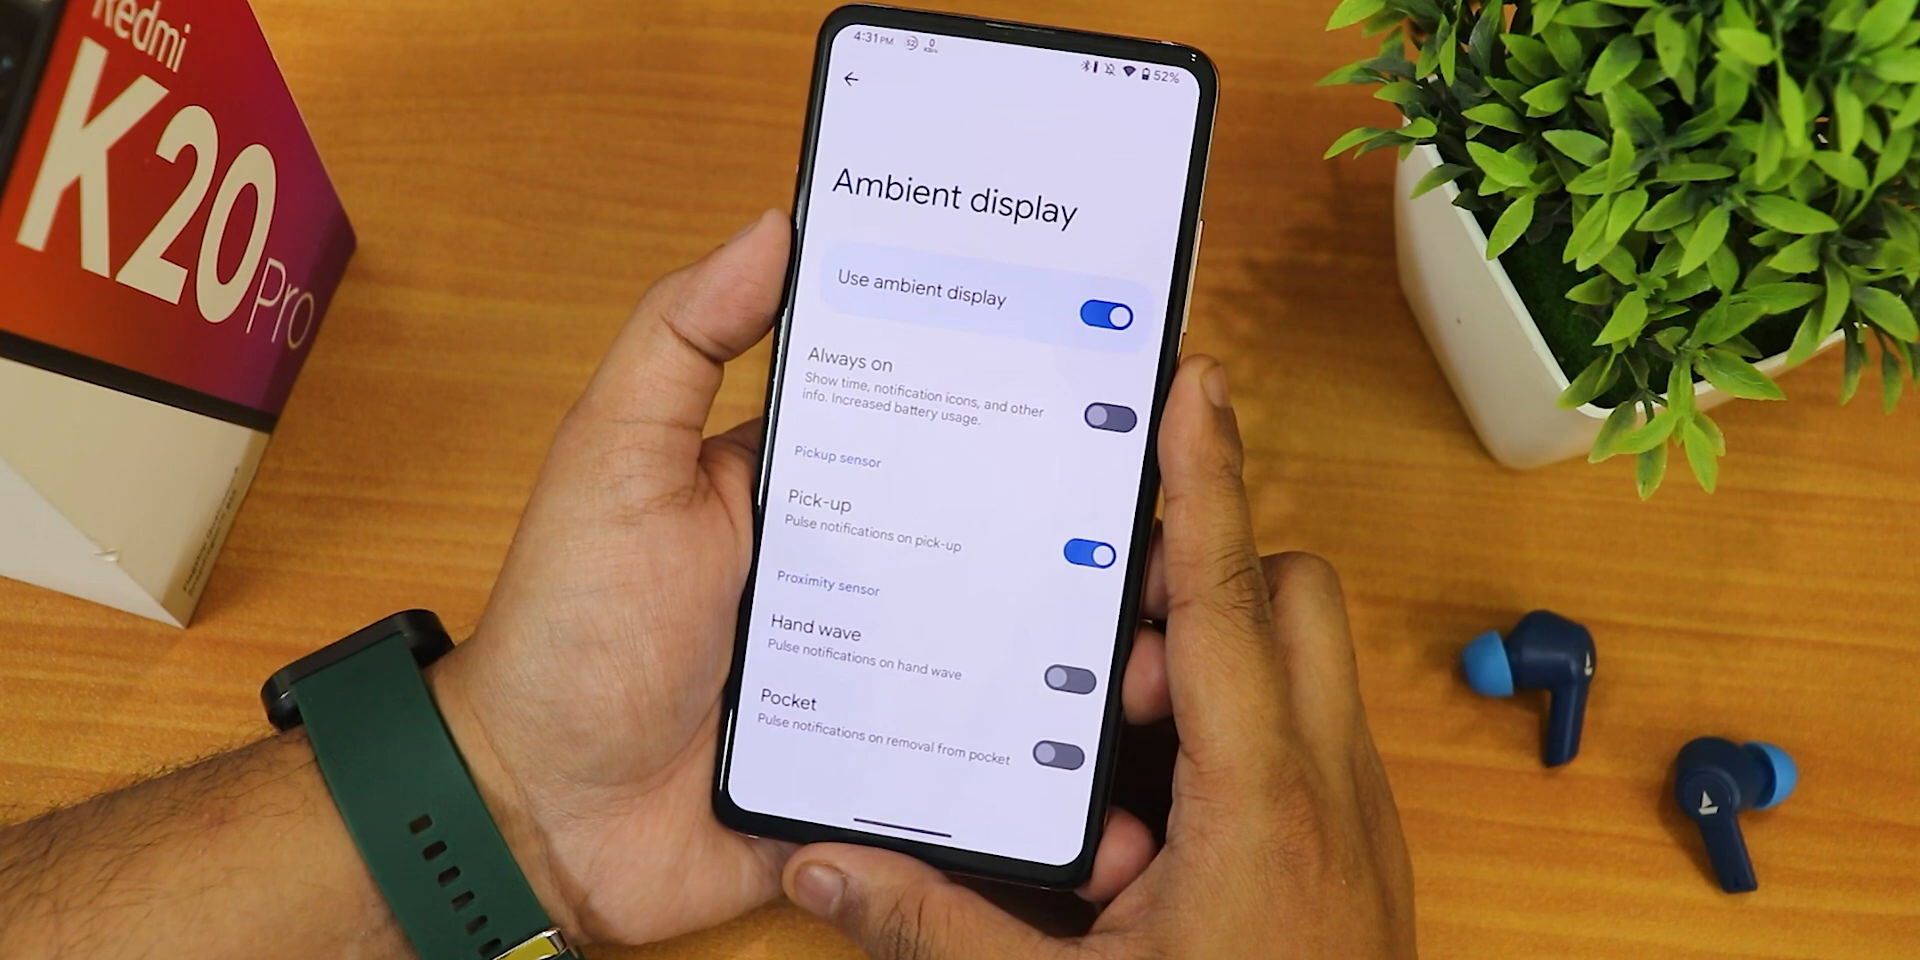 Redmi
K20 Pro
4:31 PM
52
0
52%
Ambient display
Use ambient display
Always on
Show time, notification icons, and other
info. Increased battery usage.
Pickup sensor
Pick-up
Pulse notifications on pick-up
Proximity sensor
Hand wave
Pulse notifications on hand wave
Pocket
Pulse notifications on removal from pocket